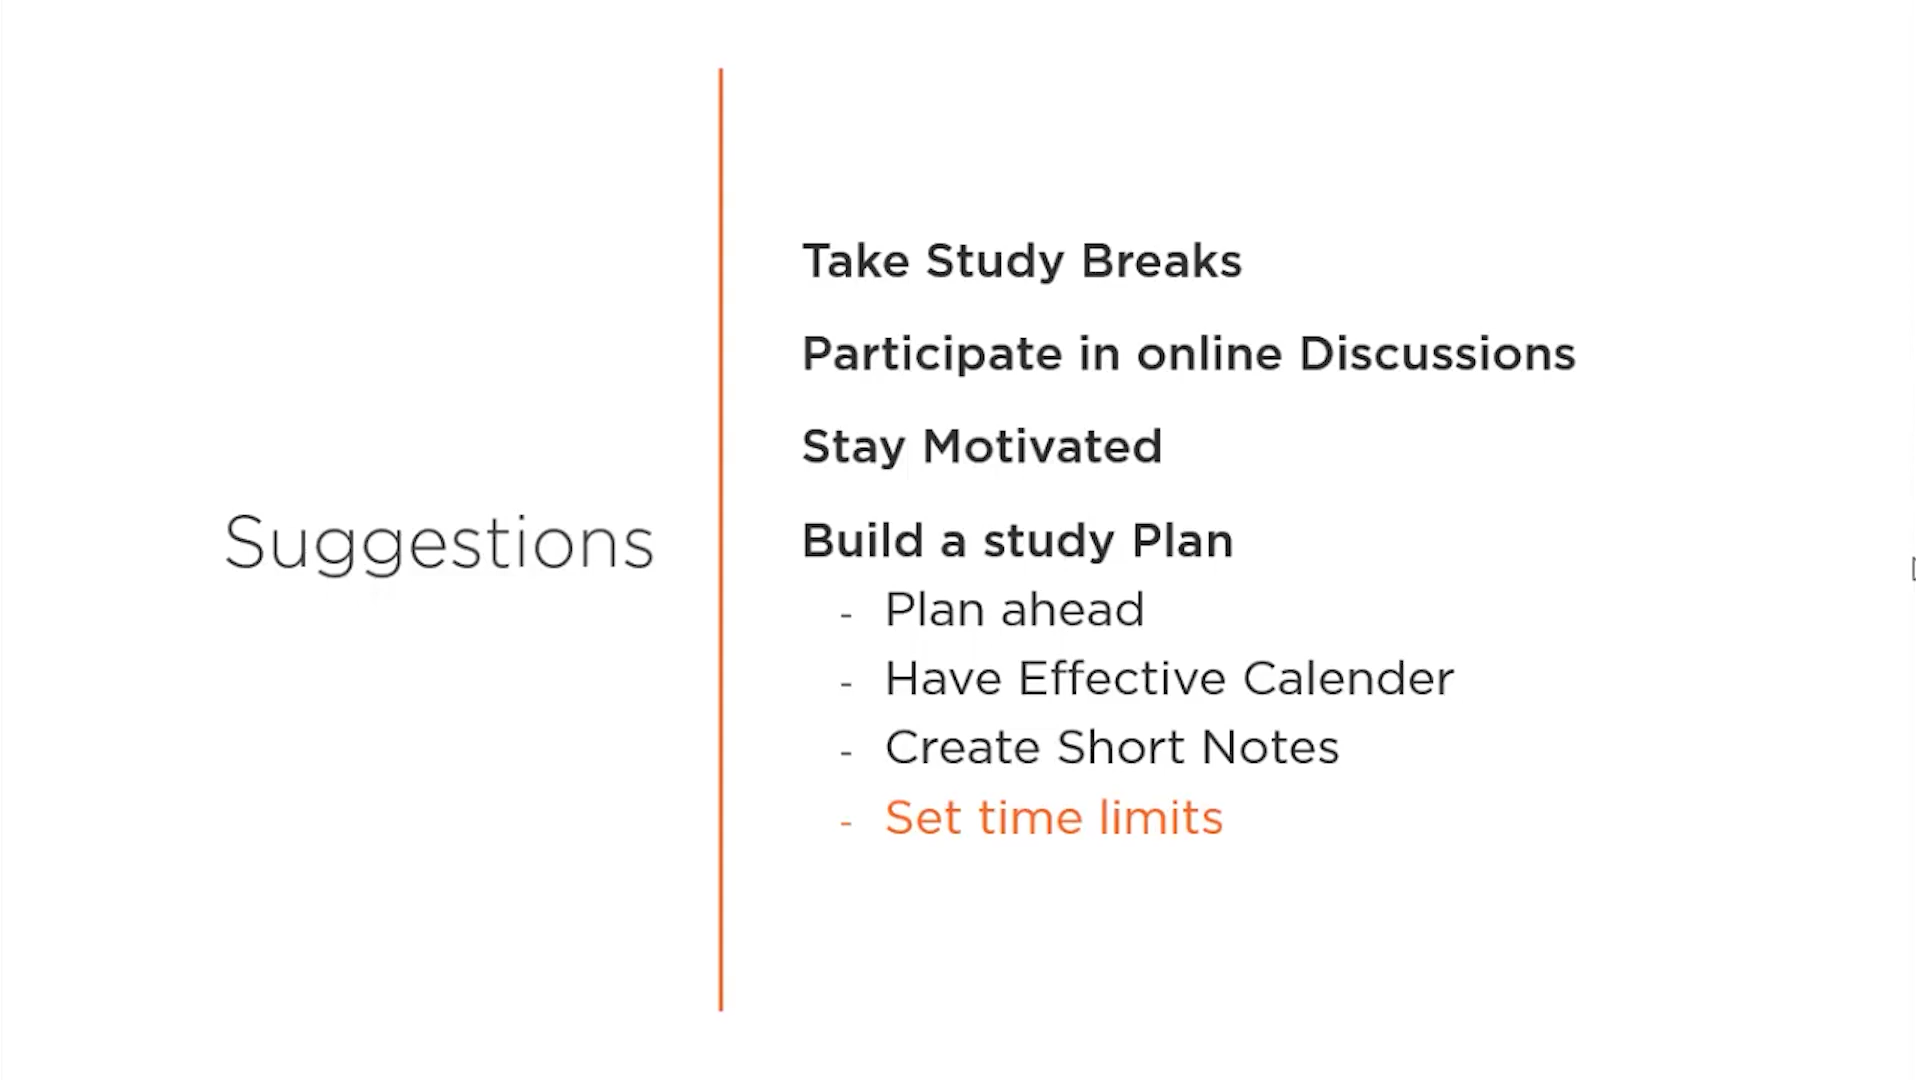 Suggestions
Take Study Breaks
Participate in online Discussions
Stay Motivated
Build a study Plan
- Plan ahead
- Have Effective Calender
- Create Short Notes
- Set time limits